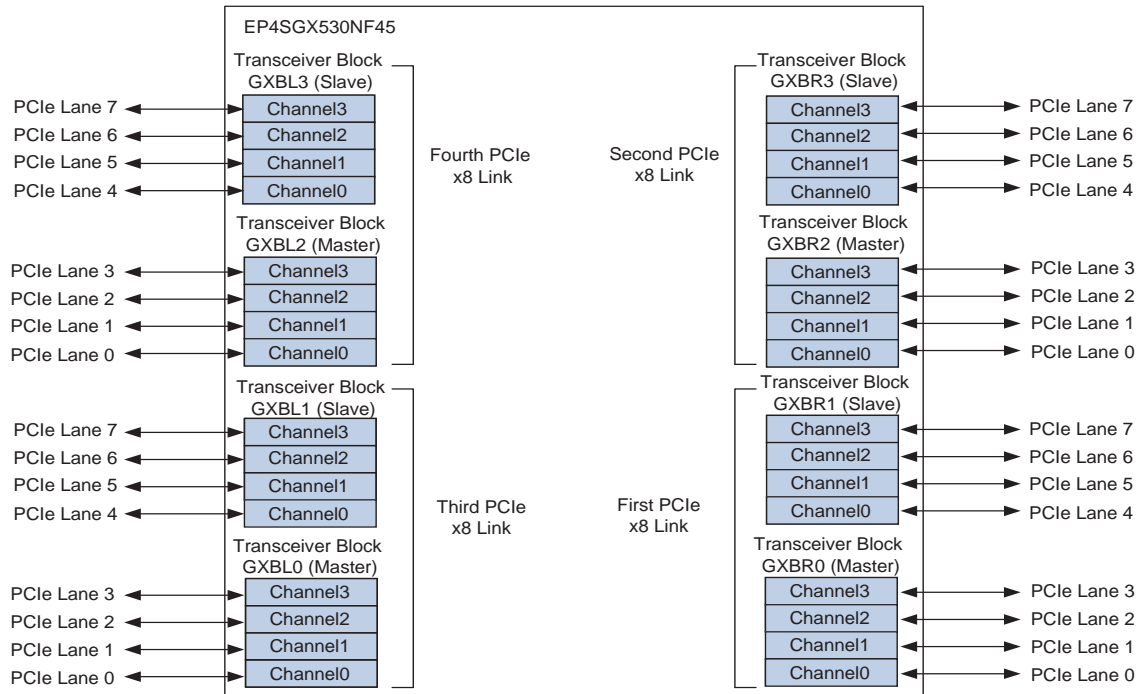 EP4SGX530NF45
Transceiver Block
GXBL3 (Slave)
PCIe Lane 7
Channel3
PCIe Lane 6
Channel2
PCIe Lane 5
Channel1
PCIe Lane 4
Channel0
Fourth PCIe
x8 Link
Transceiver Block
GXBL2 (Master)
PCIe Lane 3
Channel3
PCIe Lane 2
Channel2
PCIe Lane 1
Channel1
PCIe Lane 0
Channel0
Transceiver Block
GXBL1 (Slave)
PCIe Lane 7
Channel3
PCIe Lane 6
Channel2
PCIe Lane 5
Channel1
PCIe Lane 4
Channel0
Third PCIe
x8 Link
Transceiver Block
GXBL0 (Master)
PCIe Lane 3
Channel3
PCIe Lane 2
Channel2
PCIe Lane 1
Channel1
PCIe Lane 0
Channel0
Transceiver Block
GXBR3 (Slave)
Channel3
PCIe Lane 7
Channel2
PCIe Lane 6
Channel1
PCIe Lane 5
Channel0
PCIe Lane 4
Second PCIe
x8 Link
Transceiver Block
GXBR2 (Master)
Channel3
PCIe Lane 3
Channel2
PCIe Lane 2
Channel1
PCIe Lane 1
Channel0
PCIe Lane 0
Transceiver Block
GXBR1 (Slave)
Channel3
PCIe Lane 7
Channel2
PCIe Lane 6
Channel1
PCIe Lane 5
Channel0
PCIe Lane 4
First PCIe
x8 Link
Transceiver Block
GXBR0 (Master)
Channel3
PCIe Lane 3
Channel2
PCIe Lane 2
Channel1
PCIe Lane 1
Channel0
PCIe Lane 0